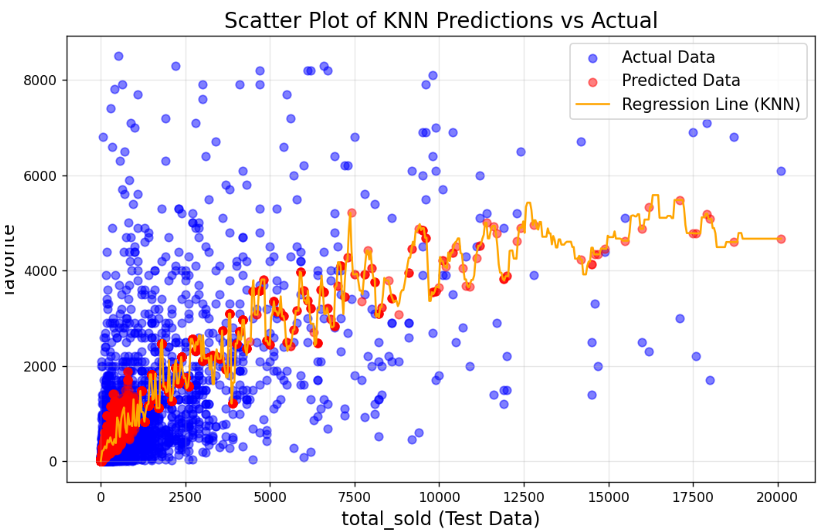 Scatter Plot of KNN Predictions vs Actual
Actual Data
Predicted Data
Regression Line (KNN)
favorite
8000
6000
4000
2000
0
0 2500 5000 7500 10000 12500 15000 17500 20000
total_sold (Test Data)